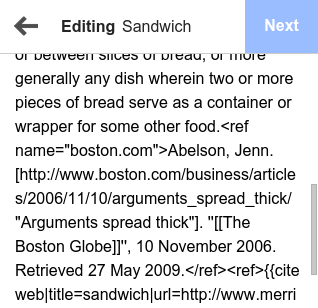 Editing Sandwich Next
or between slices of bread, or more
generally any dish wherein two or more
pieces of bread serve as a container or
wrapper for some other food.<ref
name="boston.com">Abelson, Jenn.
[http://www.boston.com/business/article
s/2006/11/10/arguments_spread_thick/
"Arguments spread thick"]. ''[[The
Boston Globe]]'', 10 November 2006.
Retrieved 27 May 2009.</ref><ref>{{cite
web|title=sandwich|url=http://www.merri